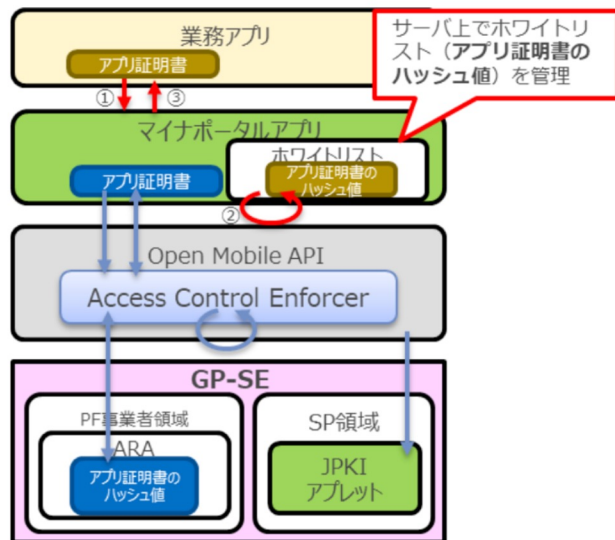 業務アプリ
アプリ証明書
サーバ上でホワイトリ
スト（アプリ証明書の
ハッシュ値）を管理
① ③
マイナポータルアプリ
ホワイトリスト
アプリ証明書
アプリ証明書の
ハッシュ値
②
Open Mobile API
Access Control Enforcer
GP-SE
PF事業者領域
ARA
アプリ証明書の
ハッシュ値
SP領域
JPKI
アプレット